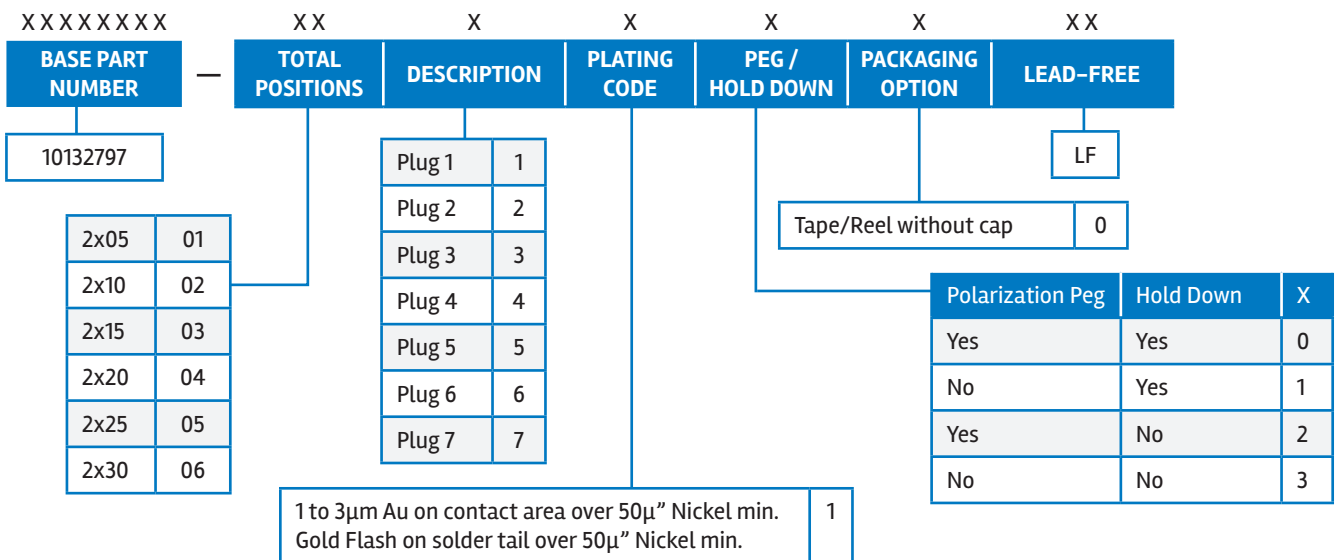 XXXXXXXX XX X X X X XX
BASE PART NUMBER — TOTAL POSITIONS DESCRIPTION PLATING CODE PEG / HOLD DOWN PACKAGING OPTION LEAD-FREE
10132797
2x05 01
2x10 02
2x15 03
2x20 04
2x25 05
2x30 06
Plug 1 1
Plug 2 2
Plug 3 3
Plug 4 4
Plug 5 5
Plug 6 6
Plug 7 7
1 to 3µm Au on contact area over 50µ” Nickel min. 1
Gold Flash on solder tail over 50µ” Nickel min.
Polarization Peg Hold Down X
Yes Yes 0
No Yes 1
Yes No 2
No No 3
Tape/Reel without cap 0
LF